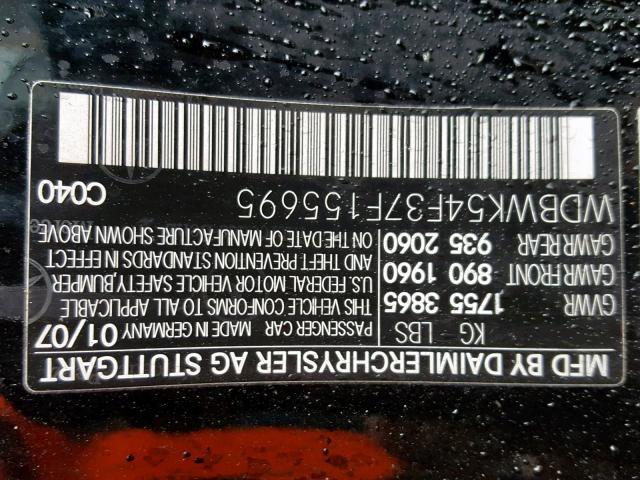 MFD BY DAIMLERCHRYSLER AG STUTTGART
KG LBS
GVWR 1755 3865
GAWR FRONT 890 1960
GAWR REAR 935 2060
PASSENGER CAR MADE IN GERMANY 01/07
THIS VEHICLE CONFORMS TO ALL APPLICABLE
U.S. FEDERAL MOTOR VEHICLE SAFETY,BUMPER,
AND THEFT PREVENTION STANDARDS IN EFFECT
ON THE DATE OF MANUFACTURE SHOWN ABOVE
WDBWK54F37F155695 C040